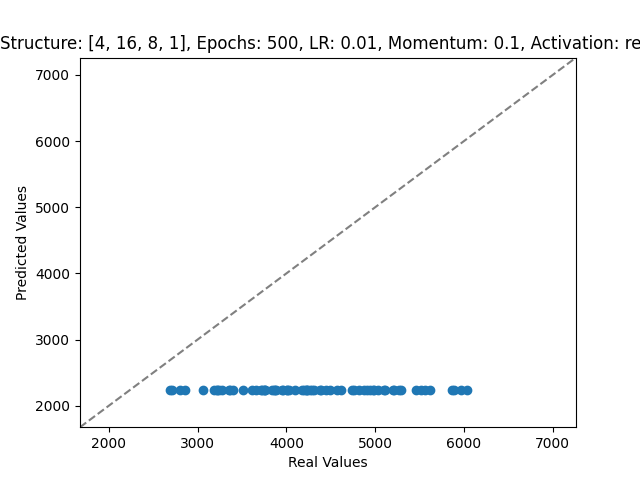 Structure: [4, 16, 8, 1], Epochs: 500, LR: 0.01, Momentum: 0.1, Activation: re
7000
6000
5000
4000
3000
2000
Predicted Values
2000 3000 4000 5000 6000 7000
Real Values